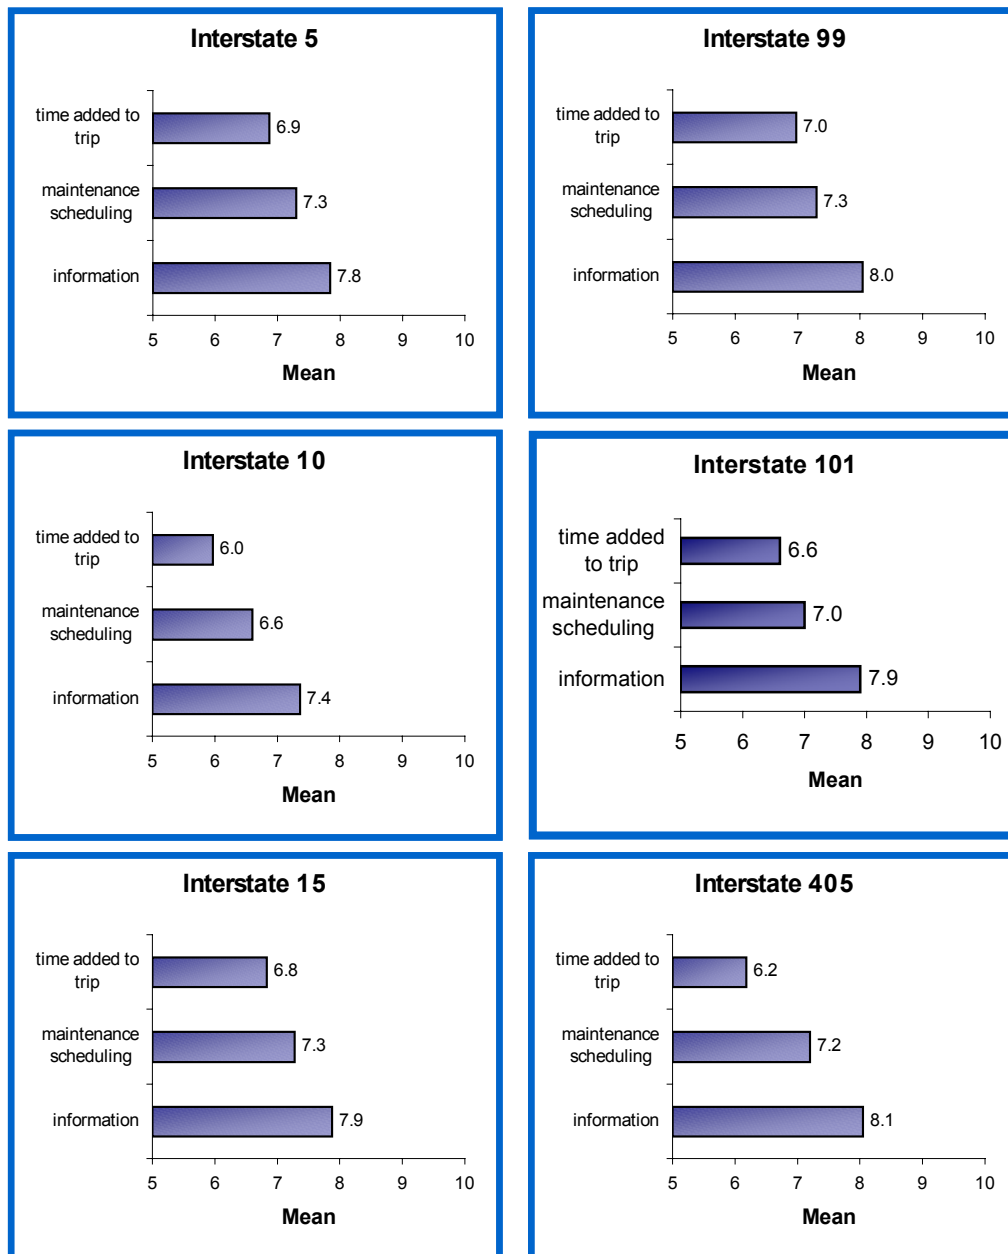 Interstate 5
time added to
trip
6.9
maintenance
scheduling
7.3
information
7.8
5 6 7 8 9 10
Mean
Interstate 99
time added to
trip
7.0
maintenance
scheduling
7.3
information
8.0
5 6 7 8 9 10
Mean
Interstate 10
time added to
trip
6.0
maintenance
scheduling
6.6
information
7.4
5 6 7 8 9 10
Mean
Interstate 101
time added
to trip
6.6
maintenance
scheduling
7.0
information
7.9
5 6 7 8 9 10
Mean
Interstate 15
time added to
trip
6.8
maintenance
scheduling
7.3
information
7.9
5 6 7 8 9 10
Mean
Interstate 405
time added to
trip
6.2
maintenance
scheduling
7.2
information
8.1
5 6 7 8 9 10
Mean